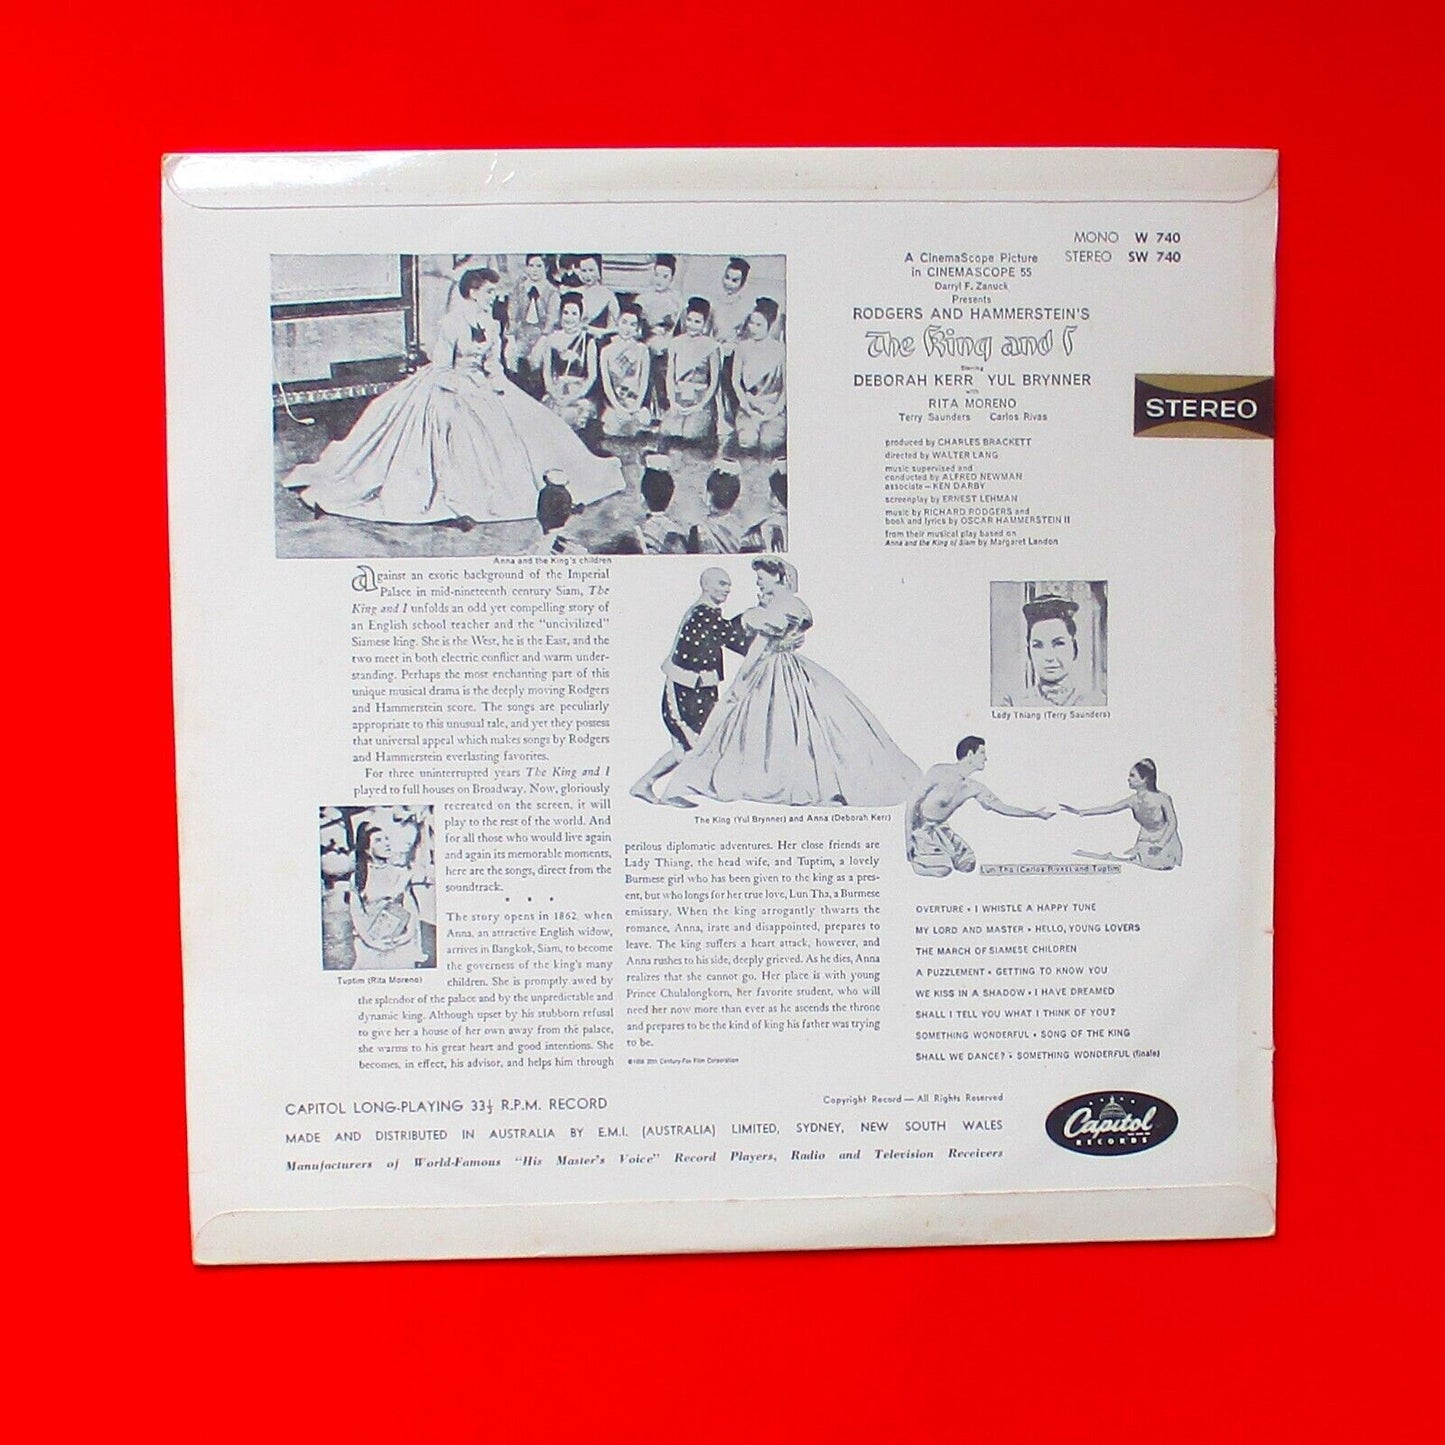 MONO W 740
STEREO SW 740
A CinemaScope Picture
in CINEMASCOPE 55
Darryl F. Zanuck
Presents
RODGERS AND HAMMERSTEIN'S
The King and I
Starring
DEBORAH KERR YUL BRYNNER
with
RITA MORENO
Terry Saunders Carlos Rivas
STEREO
produced by CHARLES BRACKETT
directed by WALTER LANG
music supervised and
conducted by ALFRED NEWMAN
associate — KEN DARBY
screenplay by ERNEST LEHMAN
music by RICHARD RODGERS and
book and lyrics by OSCAR HAMMERSTEIN II
from their musical play based on
Anna and the King of Siam by Margaret Landon
Anna and the King's children
against an exotic background of the Imperial
Palace in mid-nineteenth century Siam, The
King and I unfolds an odd yet compelling story of
an English school teacher and the "uncivilized"
Siamese king. She is the West, he is the East, and the
two meet in both electric conflict and warm under-
standing. Perhaps the most enchanting part of this
unique musical drama is the deeply moving Rodgers
and Hammerstein score. The songs are peculiarly
appropriate to this unusual tale, and yet they possess
that universal appeal which makes songs by Rodgers
and Hammerstein everlasting favorites.
For three uninterrupted years The King and I
played to full houses on Broadway. Now, gloriously
recreated on the screen, it will
play to the rest of the world. And
for all those who would live again
and again its memorable moments,
here are the songs, direct from the
soundtrack.
* * *
The story opens in 1862, when
Anna, an attractive English widow,
arrives in Bangkok, Siam, to become
the governess of the king's many
children. She is promptly awed by
the splendor of the palace and by the unpredictable and
dynamic king. Although upset by his stubborn refusal
to give her a house of her own away from the palace,
she warms to his great heart and good intentions. She
becomes, in effect, his advisor, and helps him through
Tuptim (Rita Moreno)
The King (Yul Brynner) and Anna (Deborah Kerr)
perilous diplomatic adventures. Her close friends are
Lady Thiang, the head wife, and Tuptim, a lovely
Burmese girl who has been given to the king as a pres-
ent, but who longs for her true love, Lun Tha, a Burmese
emissary. When the king arrogantly thwarts the
romance, Anna, irate and disappointed, prepares to
leave. The king suffers a heart attack, however, and
Anna rushes to his side, deeply grieved. As he dies, Anna
realizes that she cannot go. Her place is with young
Prince Chulalongkorn, her favorite student, who will
need her now more than ever as he ascends the throne
and prepares to be the kind of king his father was trying
to be.
©1956 20th Century-Fox Film Corporation
Lady Thiang (Terry Saunders)
Lun Tha (Carlos Rivas) and Tuptim
OVERTURE • I WHISTLE A HAPPY TUNE
MY LORD AND MASTER • HELLO, YOUNG LOVERS
THE MARCH OF SIAMESE CHILDREN
A PUZZLEMENT • GETTING TO KNOW YOU
WE KISS IN A SHADOW • I HAVE DREAMED
SHALL I TELL YOU WHAT I THINK OF YOU?
SOMETHING WONDERFUL • SONG OF THE KING
SHALL WE DANCE? • SOMETHING WONDERFUL (finale)
CAPITOL LONG-PLAYING 33⅓ R.P.M. RECORD
Copyright Record — All Rights Reserved
MADE AND DISTRIBUTED IN AUSTRALIA BY E.M.I. (AUSTRALIA) LIMITED, SYDNEY, NEW SOUTH WALES
Manufacturers of World-Famous "His Master's Voice" Record Players, Radio and Television Receivers
Capitol
RECORDS